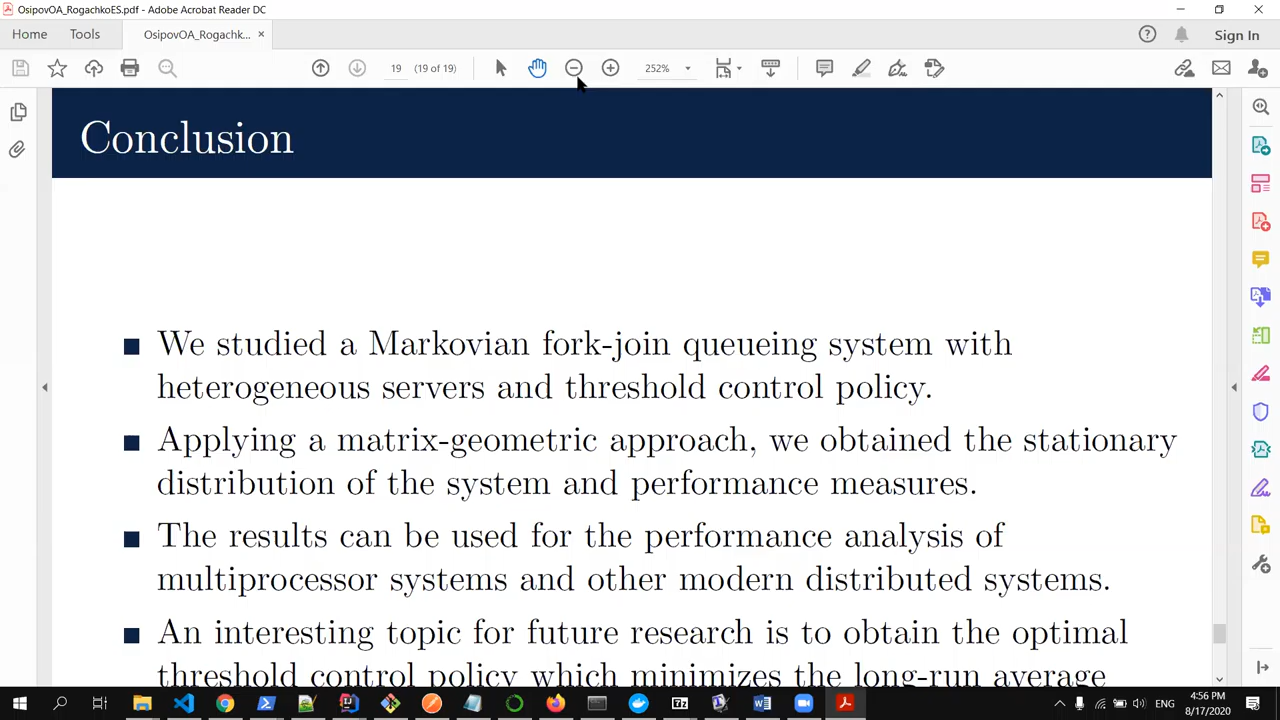 OsipovOA_RogachkoES.pdf - Adobe Acrobat Reader DC
Home
Tools
OsipovOA_Rogachk...
Sign In
19
(19 of 19)
252%
Conclusion
We studied a Markovian fork-join queueing system with
heterogeneous servers and threshold control policy.
Applying a matrix-geometric approach, we obtained the stationary
distribution of the system and performance measures.
The results can be used for the performance analysis of
multiprocessor systems and other modern distributed systems.
An interesting topic for future research is to obtain the optimal
threshold control policy which minimizes the long-run average
ENG
4:56 PM
8/17/2020